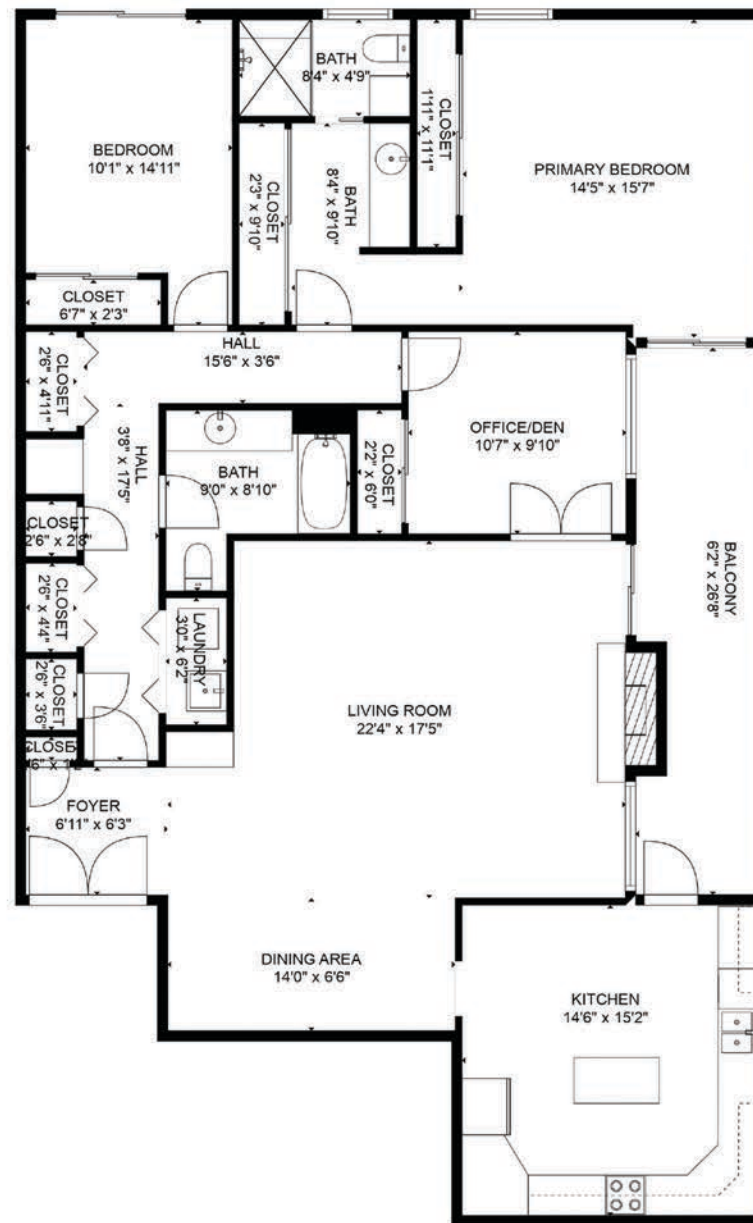 BATH
8'4" x 4'9"
BEDROOM
10'1" x 14'11"
CLOSET
1'11" x 11'1"
PRIMARY BEDROOM
14'5" x 15'7"
CLOSET
2'3" x 9'10"
BATH
8'4" x 9'10"
CLOSET
6'7" x 2'3"
HALL
15'6" x 3'6"
CLOSET
2'6" x 4'11"
HALL
3'8" x 17'5"
BATH
9'0" x 8'10"
CLOSET
2'2" x 6'0"
OFFICE/DEN
10'7" x 9'10"
CLOSET
2'6" x 2'8"
BALCONY
6'2" x 26'8"
CLOSET
2'6" x 4'4"
LAUNDRY
3'0" x 6'2"
CLOSET
2'6" x 3'6"
LIVING ROOM
22'4" x 17'5"
CLOSE
FOYER
6'11" x 6'3"
DINING AREA
14'0" x 6'6"
KITCHEN
14'6" x 15'2"